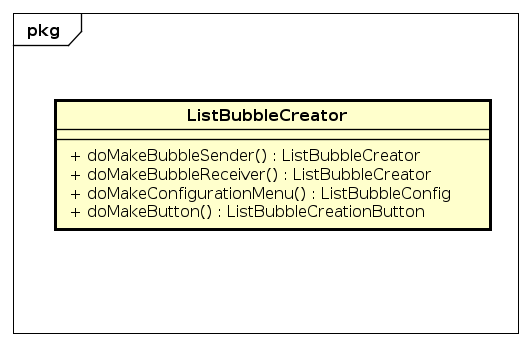 pkg
ListBubbleCreator
+ doMakeBubbleSender() : ListBubbleCreator
+ doMakeBubbleReceiver() : ListBubbleCreator
+ doMakeConfigurationMenu() : ListBubbleConfig
+ doMakeButton() : ListBubbleCreationButton